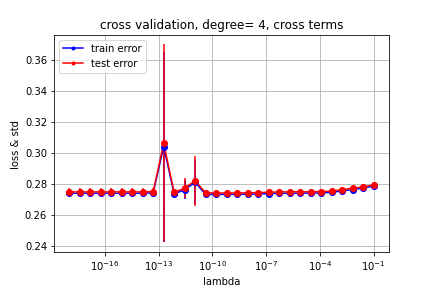 cross validation, degree= 4, cross terms
train error
test error
0.36
0.34
0.32
0.30
0.28
0.26
0.24
loss & std
10⁻¹⁶ 10⁻¹³ 10⁻¹⁰ 10⁻⁷ 10⁻⁴ 10⁻¹
lambda